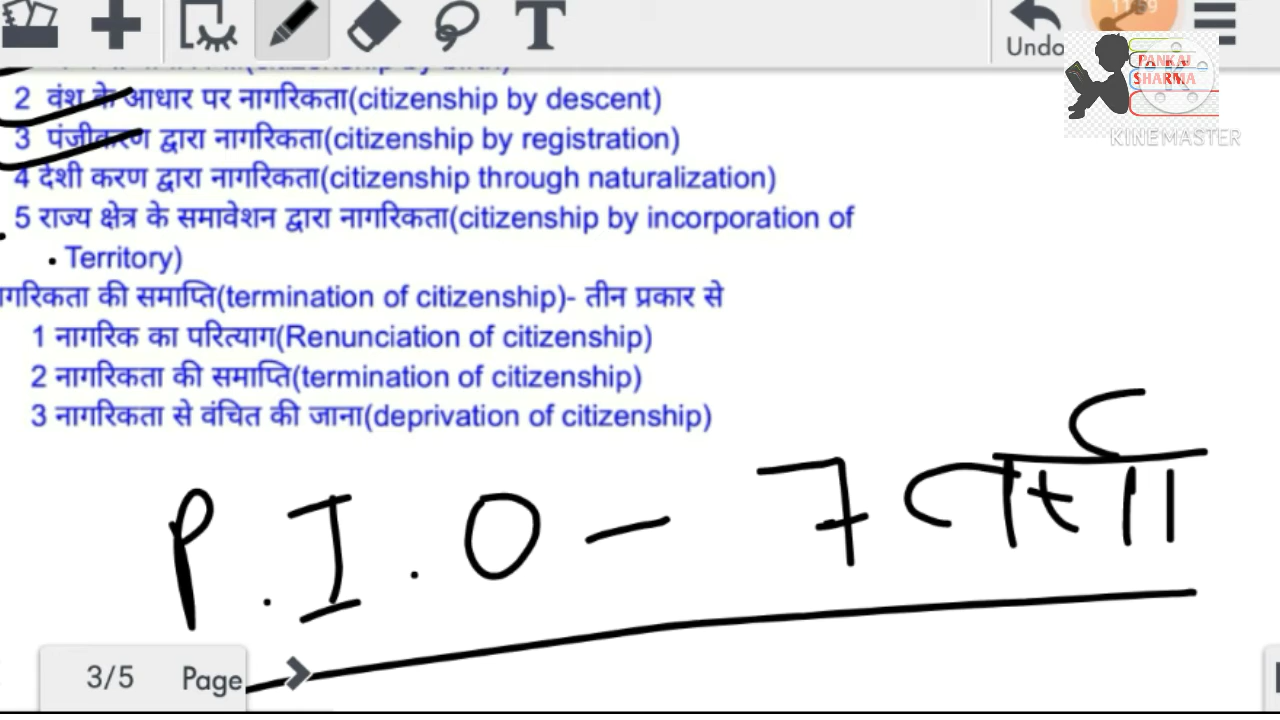 Undo
11:59
PANKAJ
SHARMA
KINEMASTER
2 वंश के आधार पर नागरिकता(citizenship by descent)
3 पंजीकरण द्वारा नागरिकता(citizenship by registration)
4 देशी करण द्वारा नागरिकता(citizenship through naturalization)
5 राज्य क्षेत्र के समावेशन द्वारा नागरिकता(citizenship by incorporation of
Territory)
की समाप्ति(termination of citizenship)- तीन प्रकार से
1 नागरिक का परित्याग(Renunciation of citizenship)
2 नागरिकता की समाप्ति(termination of citizenship)
3 नागरिकता से वंचित की जाना(deprivation of citizenship)
P.I.O - 7
3/5 Page